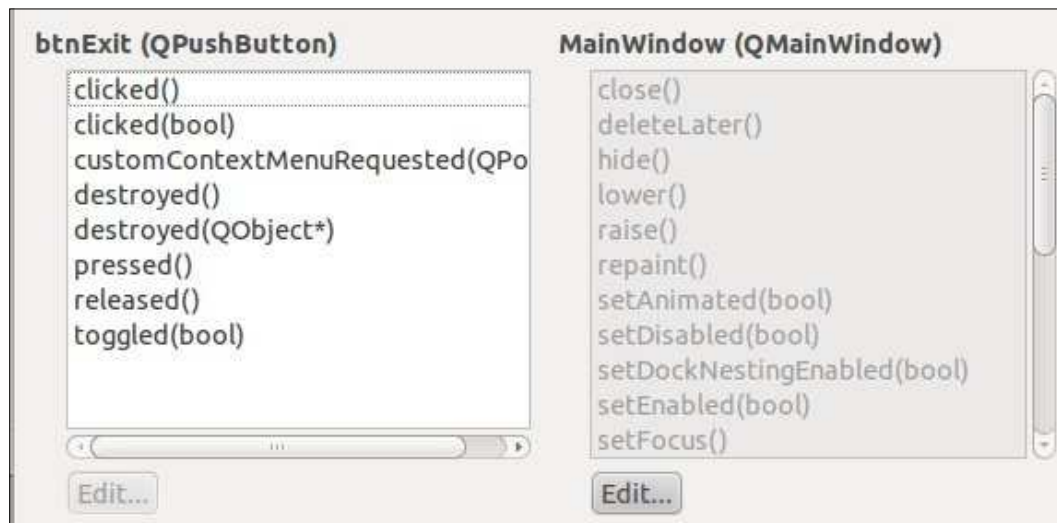 btnExit (QPushButton)
clicked()
clicked(bool)
customContextMenuRequested(QPo
destroyed()
destroyed(QObject*)
pressed()
released()
toggled(bool)
Edit...
MainWindow (QMainWindow)
close()
deleteLater()
hide()
lower()
raise()
repaint()
setAnimated(bool)
setDisabled(bool)
setDockNestingEnabled(bool)
setEnabled(bool)
setFocus()
Edit...